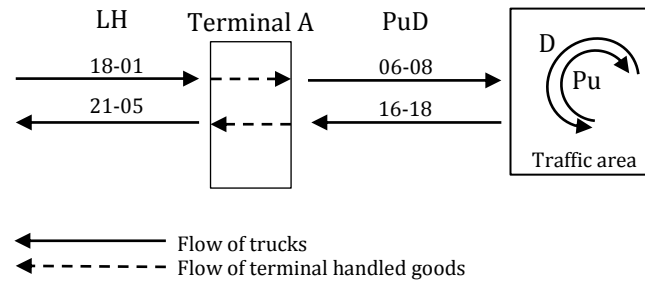 LH Terminal A PuD
18-01 06-08
21-05 16-18
D
Pu
Traffic area
Flow of trucks
Flow of terminal handled goods